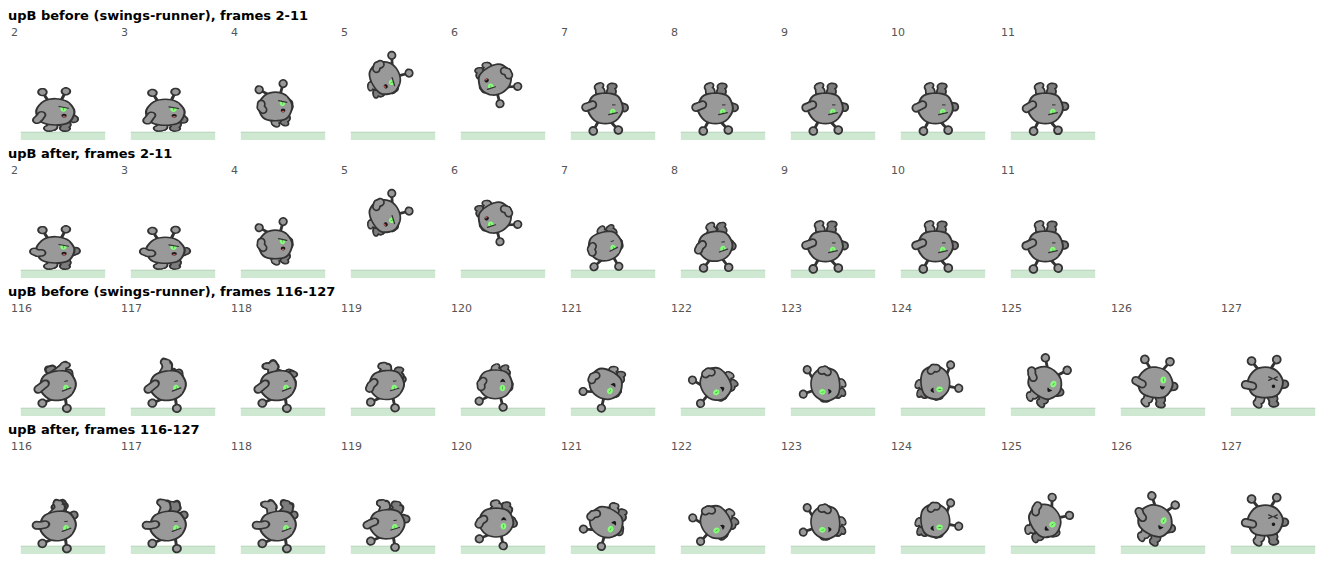 upB before (swings-runner), frames 2-11
2 3 4 5 6 7 8 9 10 11
upB after, frames 2-11
2 3 4 5 6 7 8 9 10 11
upB before (swings-runner), frames 116-127
116 117 118 119 120 121 122 123 124 125 126 127
upB after, frames 116-127
116 117 118 119 120 121 122 123 124 125 126 127